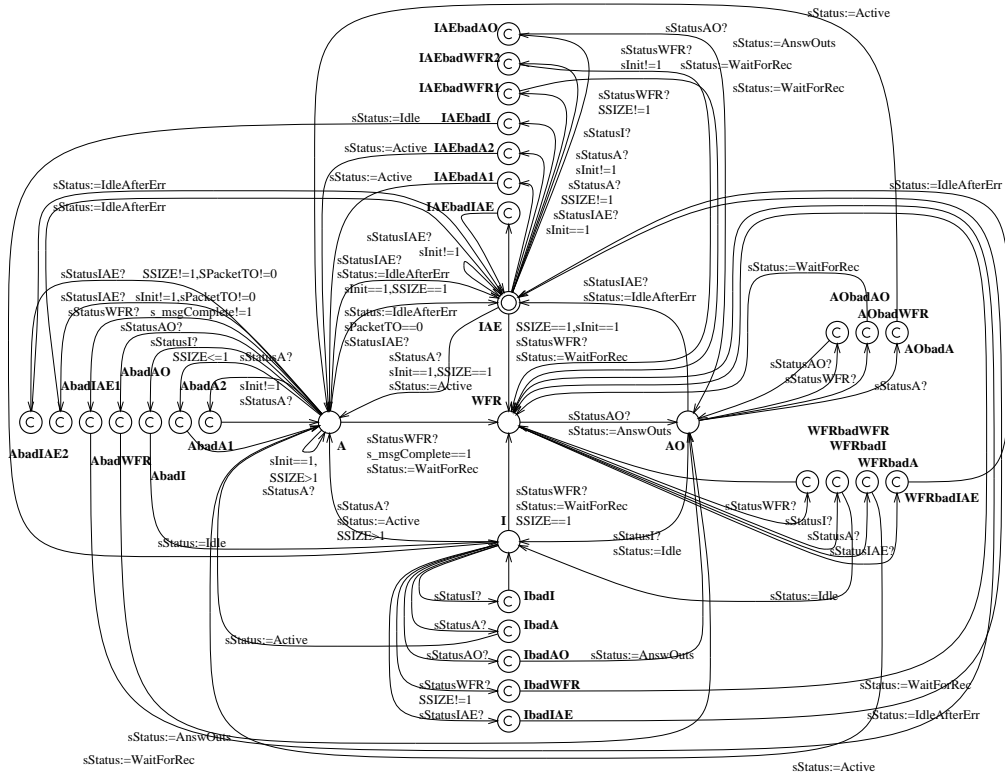 sStatus:=Active
IAEbadAO
sStatusAO?
sStatus:=AnswOuts
IAEbadWFR2
sStatusWFR?
sInit!=1
sStatus:=WaitForRec
IAEbadWFR1
sStatusWFR?
SSIZE!=1
sStatus:=WaitForRec
sStatus:=Idle
IAEbadI
sStatusI?
sStatus:=Active
IAEbadA2
sStatusA?
sInit!=1
sStatus:=Active
IAEbadA1
sStatusA?
SSIZE!=1
sStatus:=IdleAfterErr
sStatus:=IdleAfterErr
sStatus:=IdleAfterErr
IAEbadIAE
sStatusIAE?
sInit==1
sStatusIAE?
sInit!=1
sStatusIAE?
sStatus:=IdleAfterErr
sInit==1,SSIZE==1
sStatus:=IdleAfterErr
sPacketTO==0
sStatusIAE?
IAE
sStatusIAE?
sStatus:=IdleAfterErr
sStatus:=WaitForRec
AObadAO
AObadWFR
AObadA
sStatusAO?
sStatusWFR?
sStatusA?
sStatusIAE?
SSIZE!=1,SPacketTO!=0
sStatusIAE?
sInit!=1,sPacketTO!=0
sStatusWFR?
s_msgComplete!=1
sStatusAO?
sStatusI?
SSIZE<=1
sStatusA?
sInit!=1
sStatusA?
AbadIAE1
AbadAO
AbadA2
AbadIAE2
AbadWFR
AbadI
AbadA1
SSIZE==1,sInit==1
sStatusWFR?
sStatus:=WaitForRec
sStatusA?
sInit==1,SSIZE==1
sStatus:=Active
WFR
A
AO
sStatusAO?
sStatus:=AnswOuts
sInit==1,
SSIZE>1
sStatusA?
sStatusWFR?
s_msgComplete==1
sStatus:=WaitForRec
WFRbadWFR
WFRbadI
WFRbadA
WFRbadIAE
sStatusWFR?
sStatusI?
sStatusA?
sStatusIAE?
sStatusA?
sStatus:=Active
SSIZE>1
I
sStatusWFR?
sStatus:=WaitForRec
SSIZE==1
sStatusI?
sStatus:=Idle
sStatus:=Idle
sStatus:=Idle
sStatusI?
IbadI
sStatusA?
IbadA
sStatus:=Active
sStatusAO?
IbadAO
sStatus:=AnswOuts
sStatusWFR?
SSIZE!=1
IbadWFR
sStatus:=WaitForRec
sStatusIAE?
IbadIAE
sStatus:=IdleAfterErr
sStatus:=AnswOuts
sStatus:=WaitForRec
sStatus:=Active